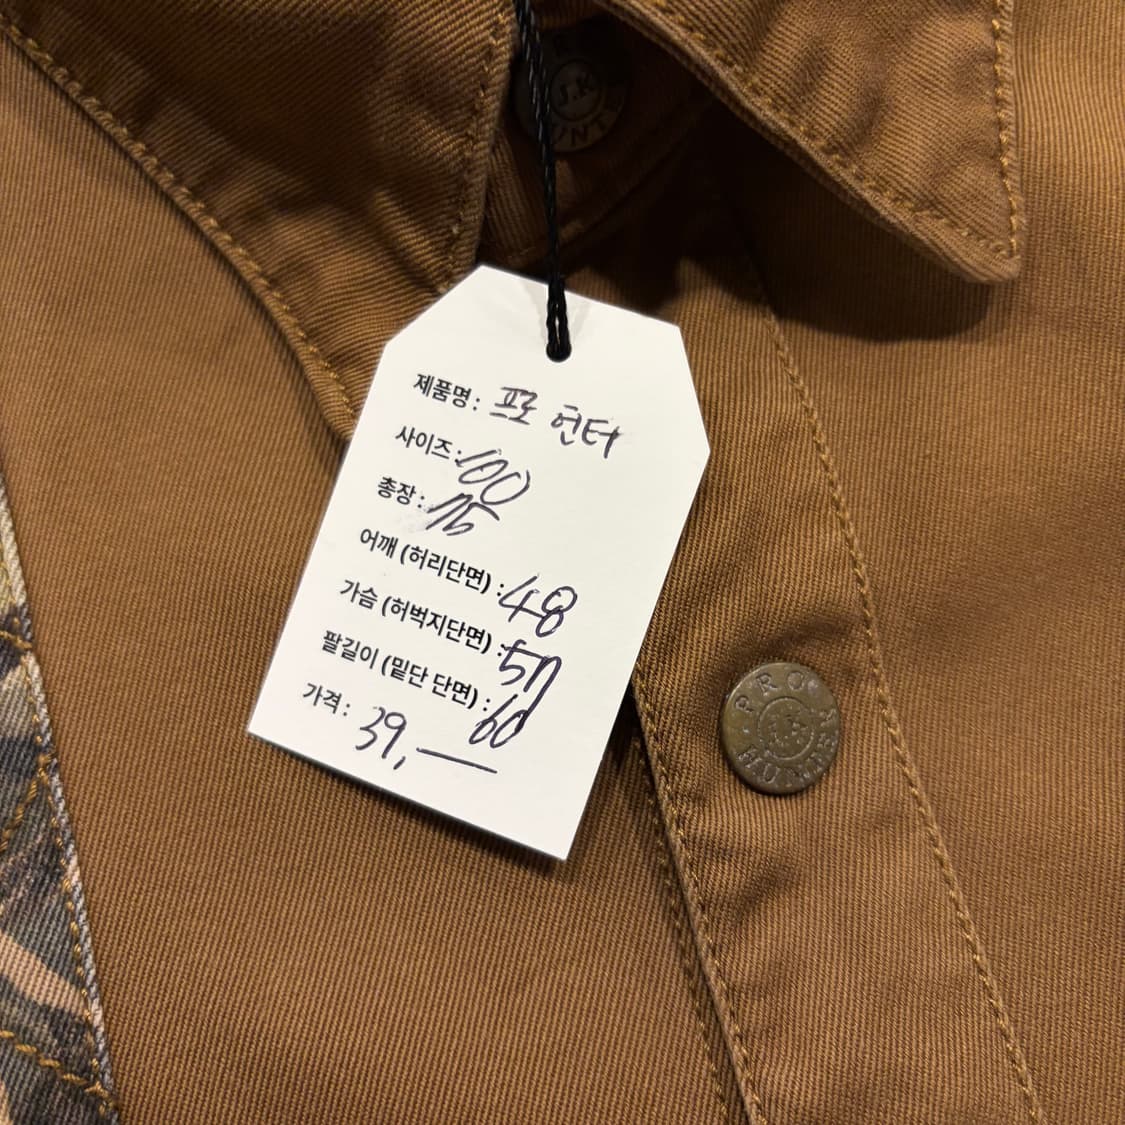 J.K
제품명: 프로 헌터
사이즈: 100
총장: 75
어깨 (허리단면) : 48
가슴 (허벅지단면) : 57
팔길이 (밑단 단면) : 60
가격: 39,—
PRO
J.K
HUNTER